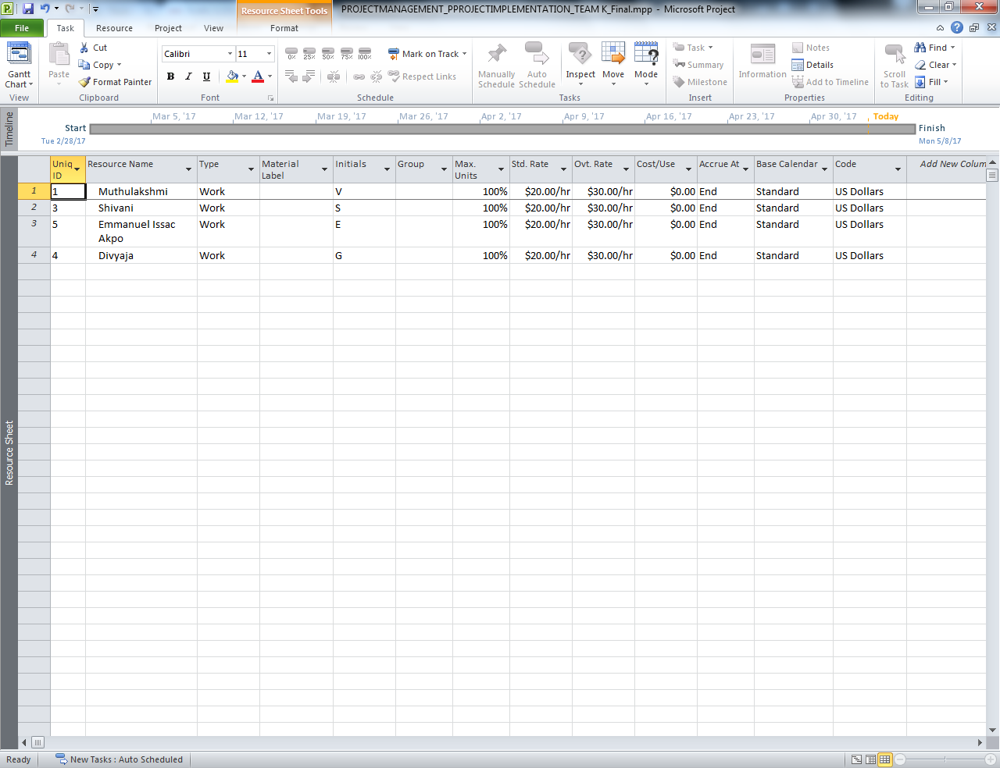 Resource Sheet Tools
PROJECTMANAGEMENT_PPROJECTIMPLEMENTATION_TEAM K_Final.mpp - Microsoft Project
File Task Resource Project View Format
Gantt Chart
View
Paste
Cut
Copy
Format Painter
Clipboard
Calibri 11
B I U A
Font
0% 25% 50% 75% 100%
Mark on Track
Respect Links
Schedule
Manually Schedule
Auto Schedule
Inspect
Move
Mode
Tasks
Task
Summary
Milestone
Insert
Information
Notes
Details
Add to Timeline
Properties
Scroll to Task
Find
Clear
Fill
Editing
Timeline
Mar 5, '17 Mar 12, '17 Mar 19, '17 Mar 26, '17 Apr 2, '17 Apr 9, '17 Apr 16, '17 Apr 23, '17 Apr 30, '17 Today
Start
Tue 2/28/17
Finish
Mon 5/8/17
Uniq ID Resource Name Type Material Label Initials Group Max. Units Std. Rate Ovt. Rate Cost/Use Accrue At Base Calendar Code Add New Colum
1 1 Muthulakshmi Work V 100% $20.00/hr $30.00/hr $0.00 End Standard US Dollars
2 3 Shivani Work S 100% $20.00/hr $30.00/hr $0.00 End Standard US Dollars
3 5 Emmanuel Issac Akpo Work E 100% $20.00/hr $30.00/hr $0.00 End Standard US Dollars
4 4 Divyaja Work G 100% $20.00/hr $30.00/hr $0.00 End Standard US Dollars
Resource Sheet
Ready New Tasks : Auto Scheduled